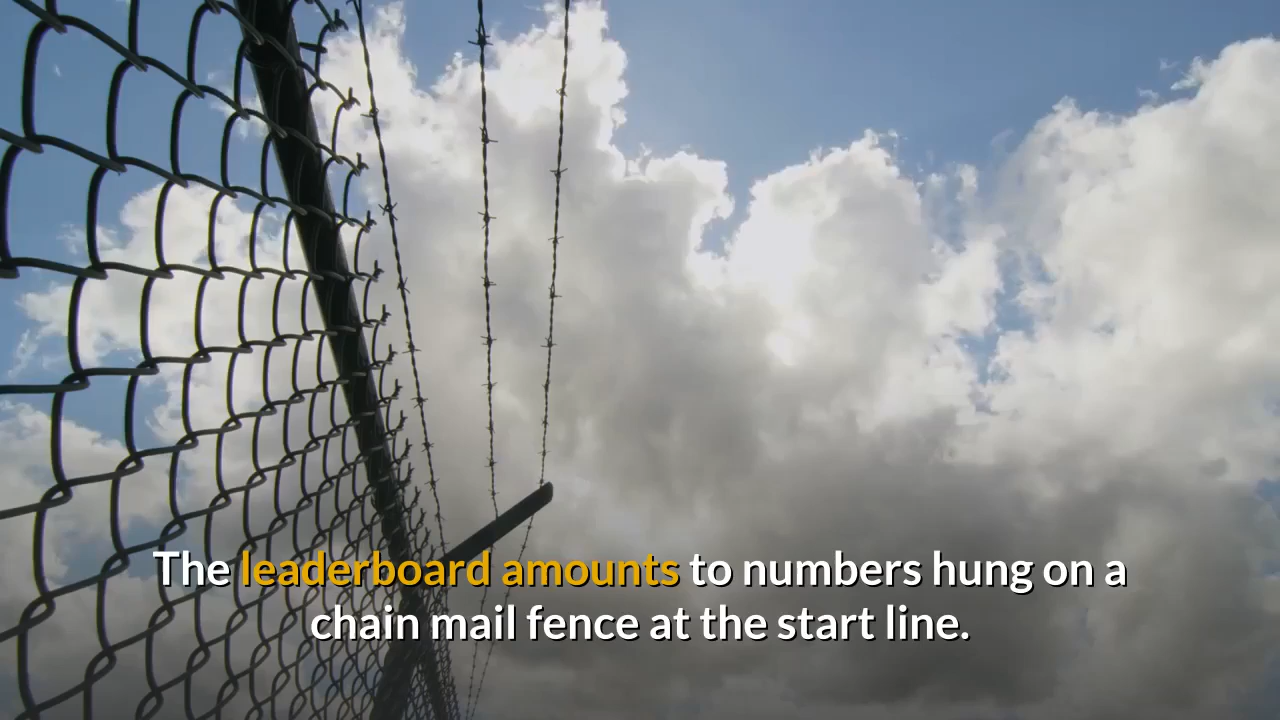 The leaderboard amounts to numbers hung on a
chain mail fence at the start line.